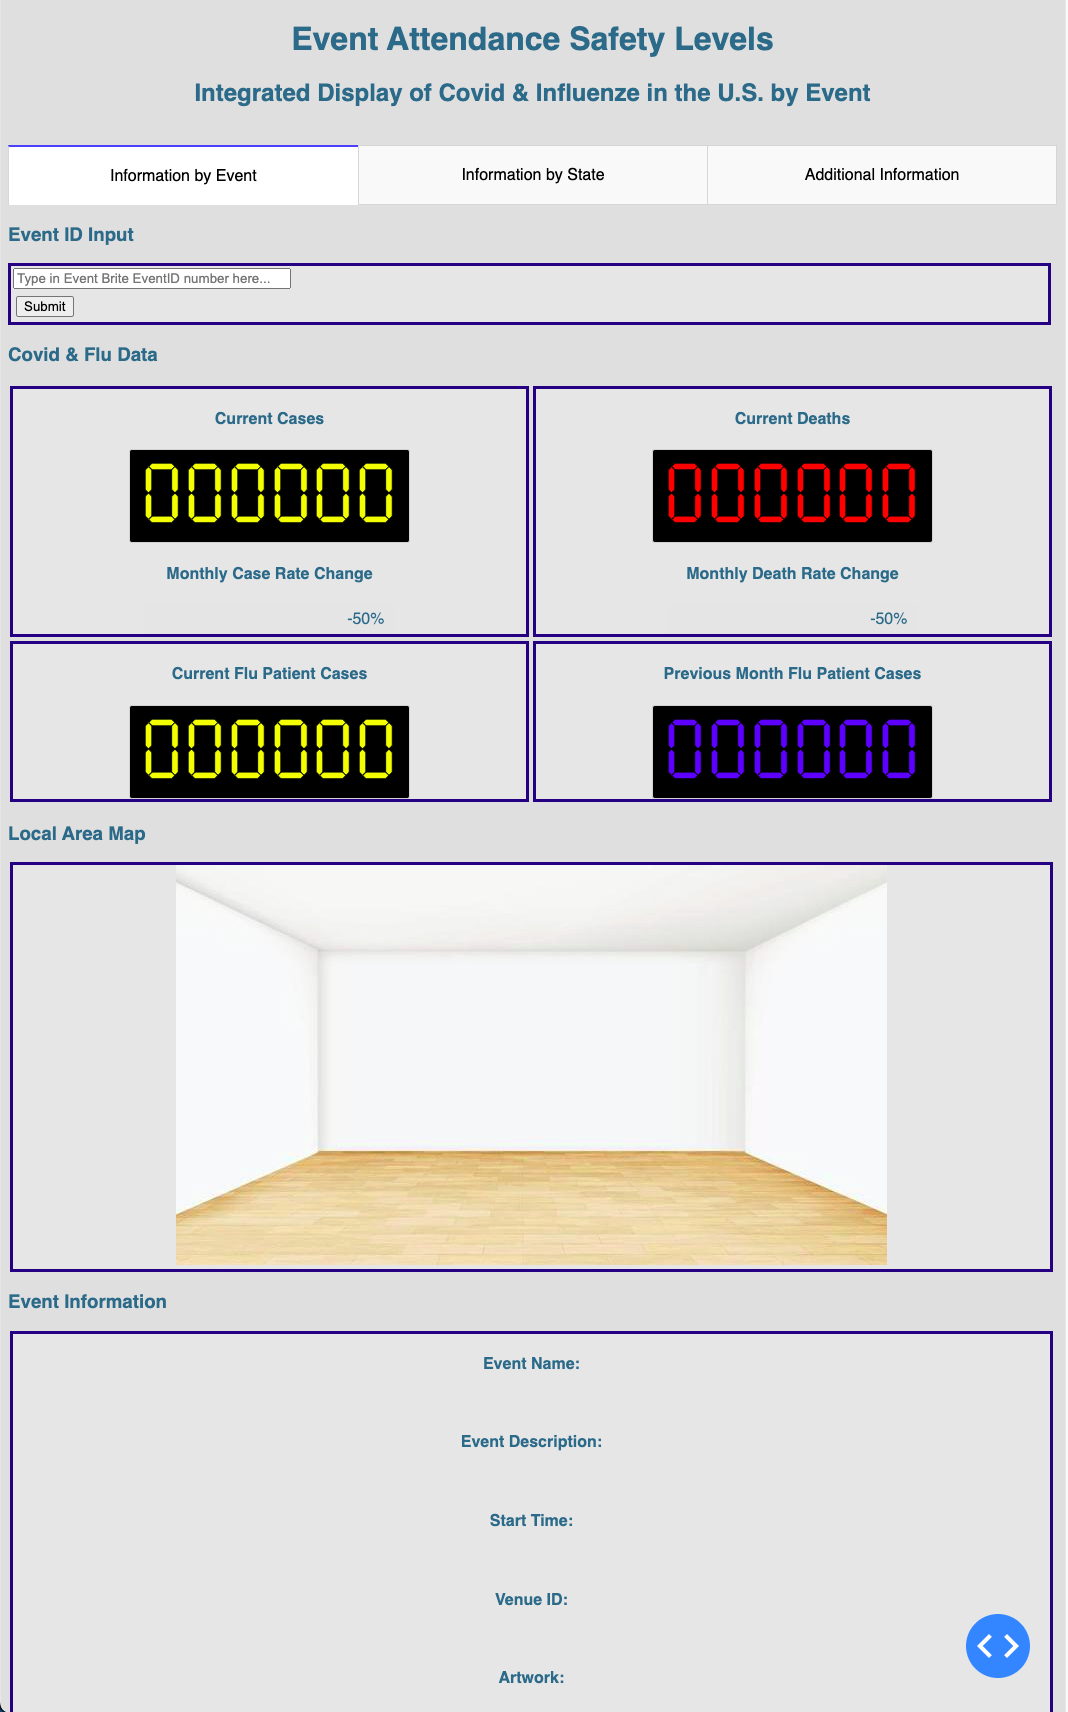 Event Attendance Safety Levels
Integrated Display of Covid & Influenze in the U.S. by Event
Information by Event
Information by State
Additional Information
Event ID Input
Type in Event Brite EventID number here...
Submit
Covid & Flu Data
Current Cases
Current Deaths
000000
000000
Monthly Case Rate Change
Monthly Death Rate Change
-50%
-50%
Current Flu Patient Cases
Previous Month Flu Patient Cases
000000
000000
Local Area Map
Event Information
Event Name:
Event Description:
Start Time:
Venue ID:
Artwork: